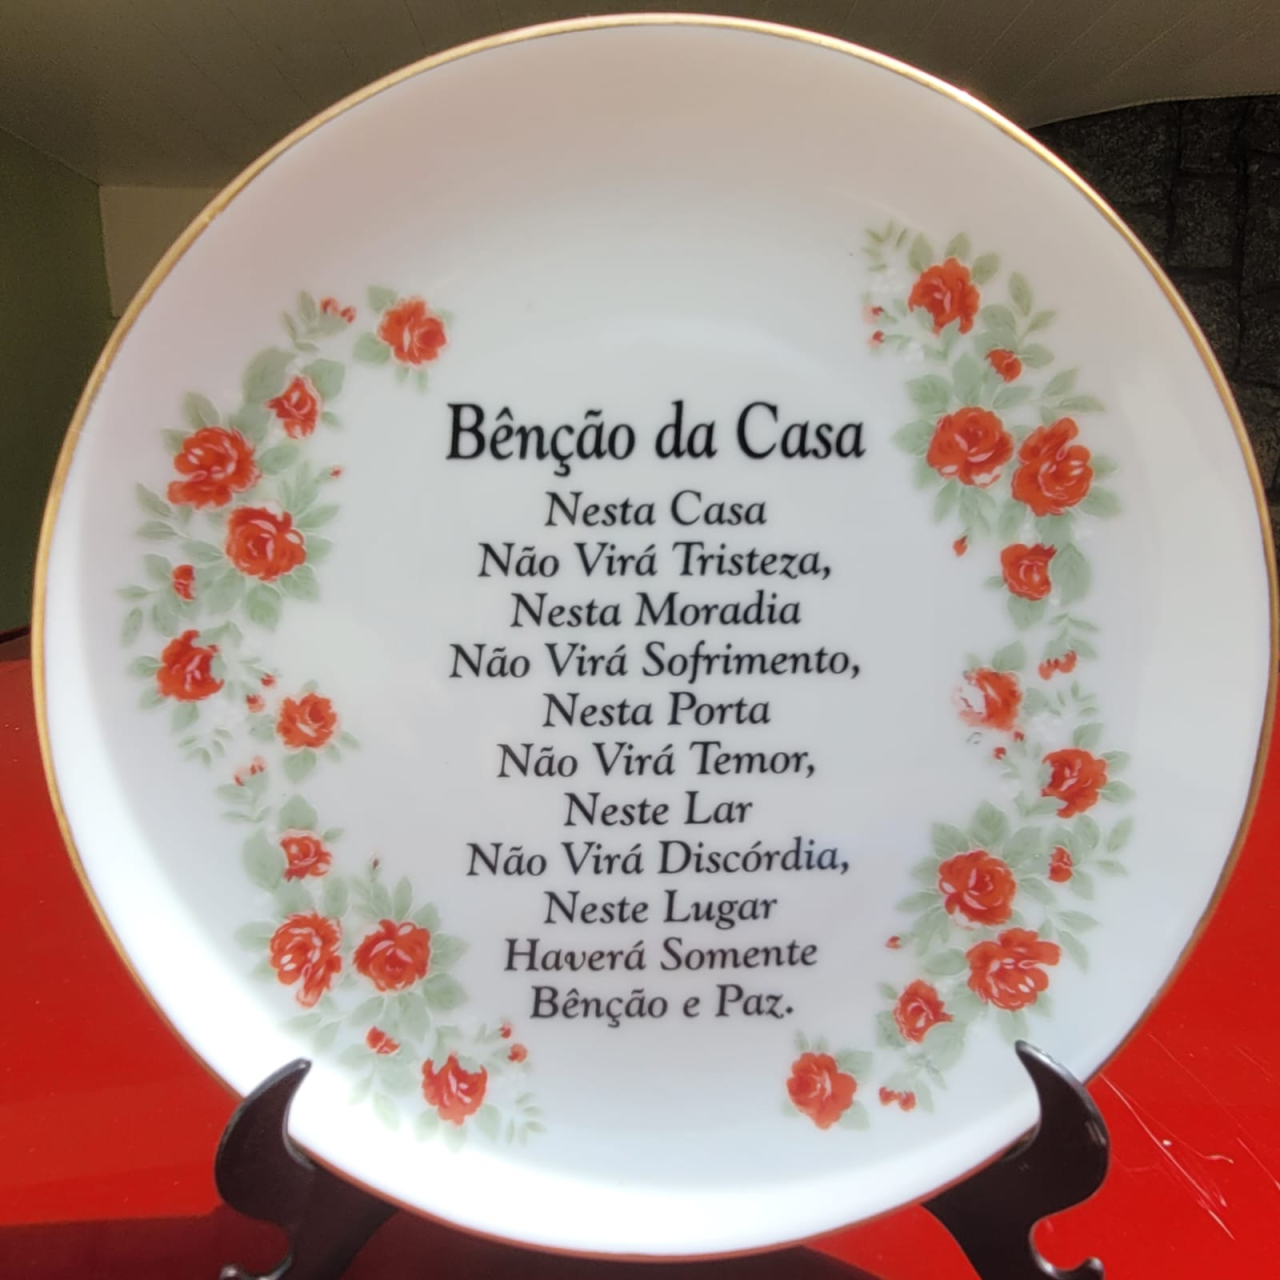 Bênção da Casa
Nesta Casa
Não Virá Tristeza,
Nesta Moradia
Não Virá Sofrimento,
Nesta Porta
Não Virá Temor,
Neste Lar
Não Virá Discórdia,
Neste Lugar
Haverá Somente
Bênção e Paz.